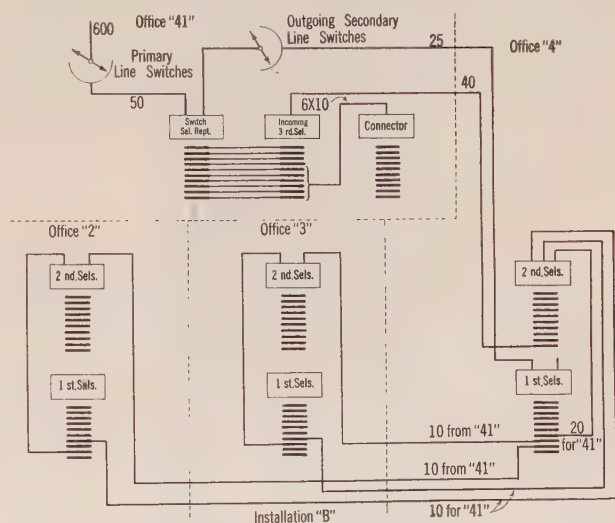 Office "41"
600
Primary
Line Switches
50
Outgoing Secondary
Line Switches
25
Office "4"
40
6X10
Switch
Sel. Rept.
Incoming
3 rd. Sel.
Connector
Office "2"
Office "3"
2 nd. Sels.
2 nd. Sels.
2 nd. Sels.
1 st. Sels.
1 st. Sels.
1 st. Sels.
20
for "41"
10 from "41"
10 from "41"
10 for "41"
Installation "B"